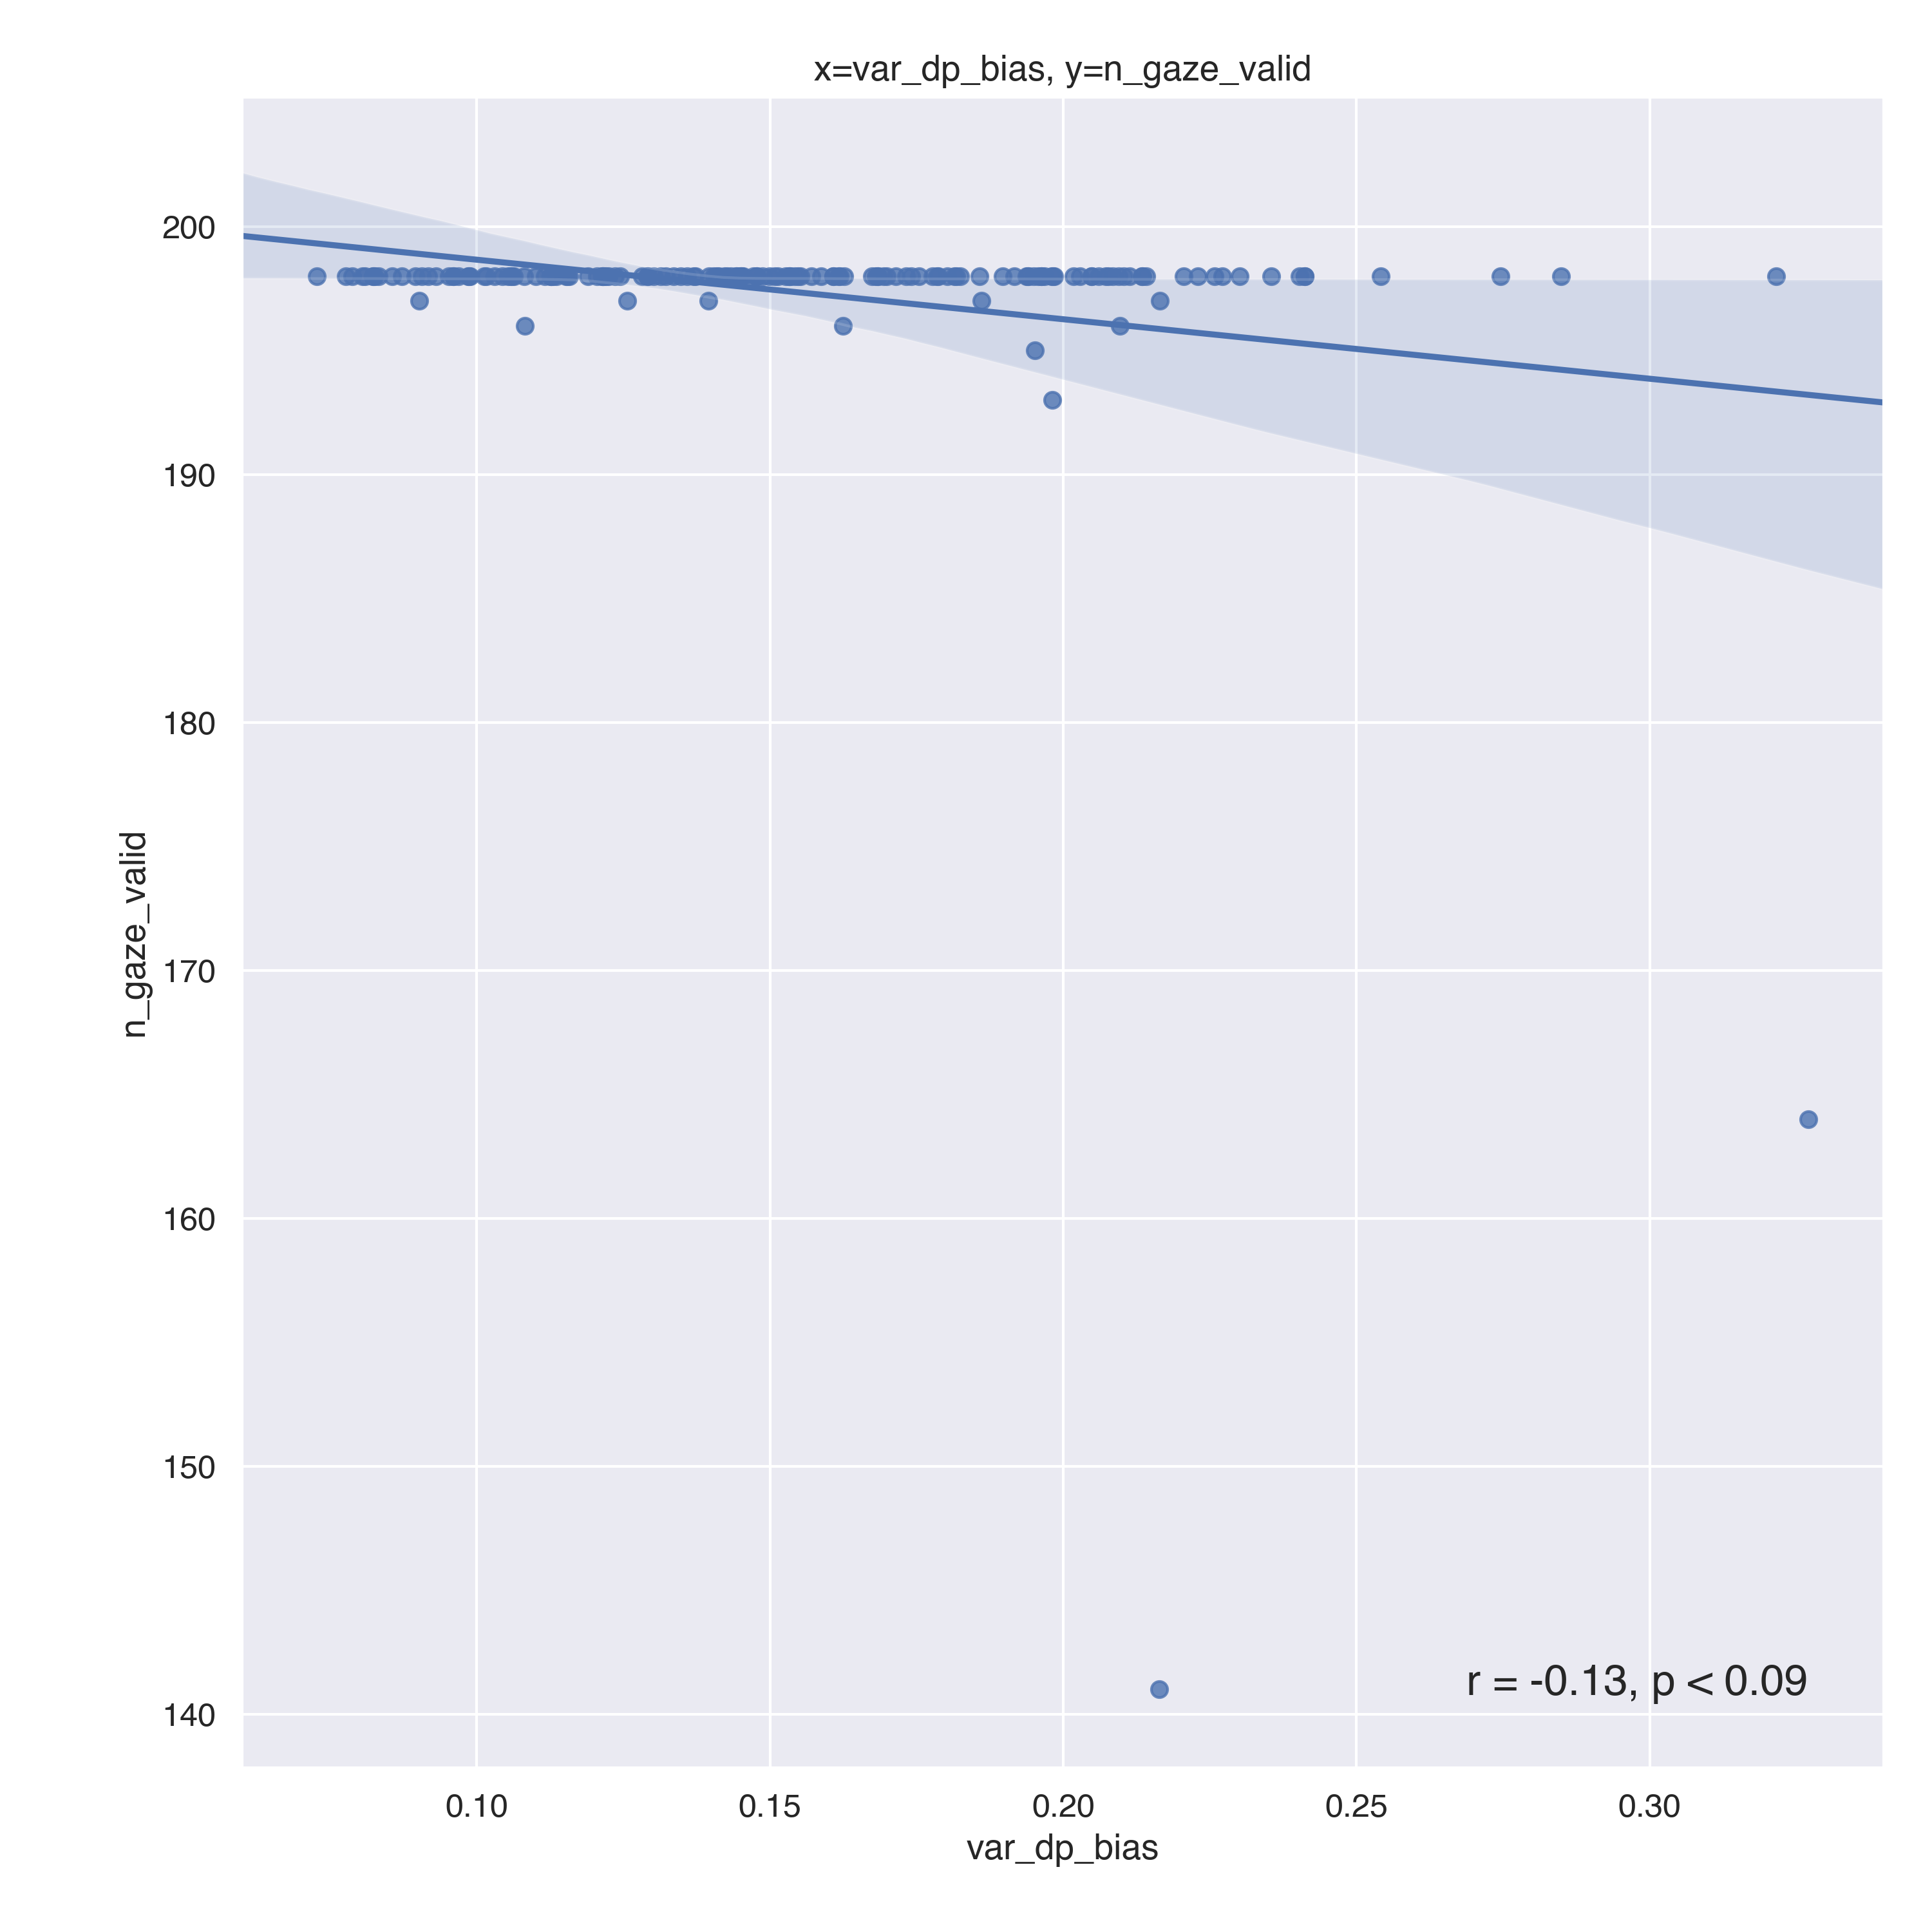 x=var_dp_bias, y=n_gaze_valid
200
190
180
170
160
150
140
n_gaze_valid
r = -0.13, p < 0.09
0.10 0.15 0.20 0.25 0.30
var_dp_bias